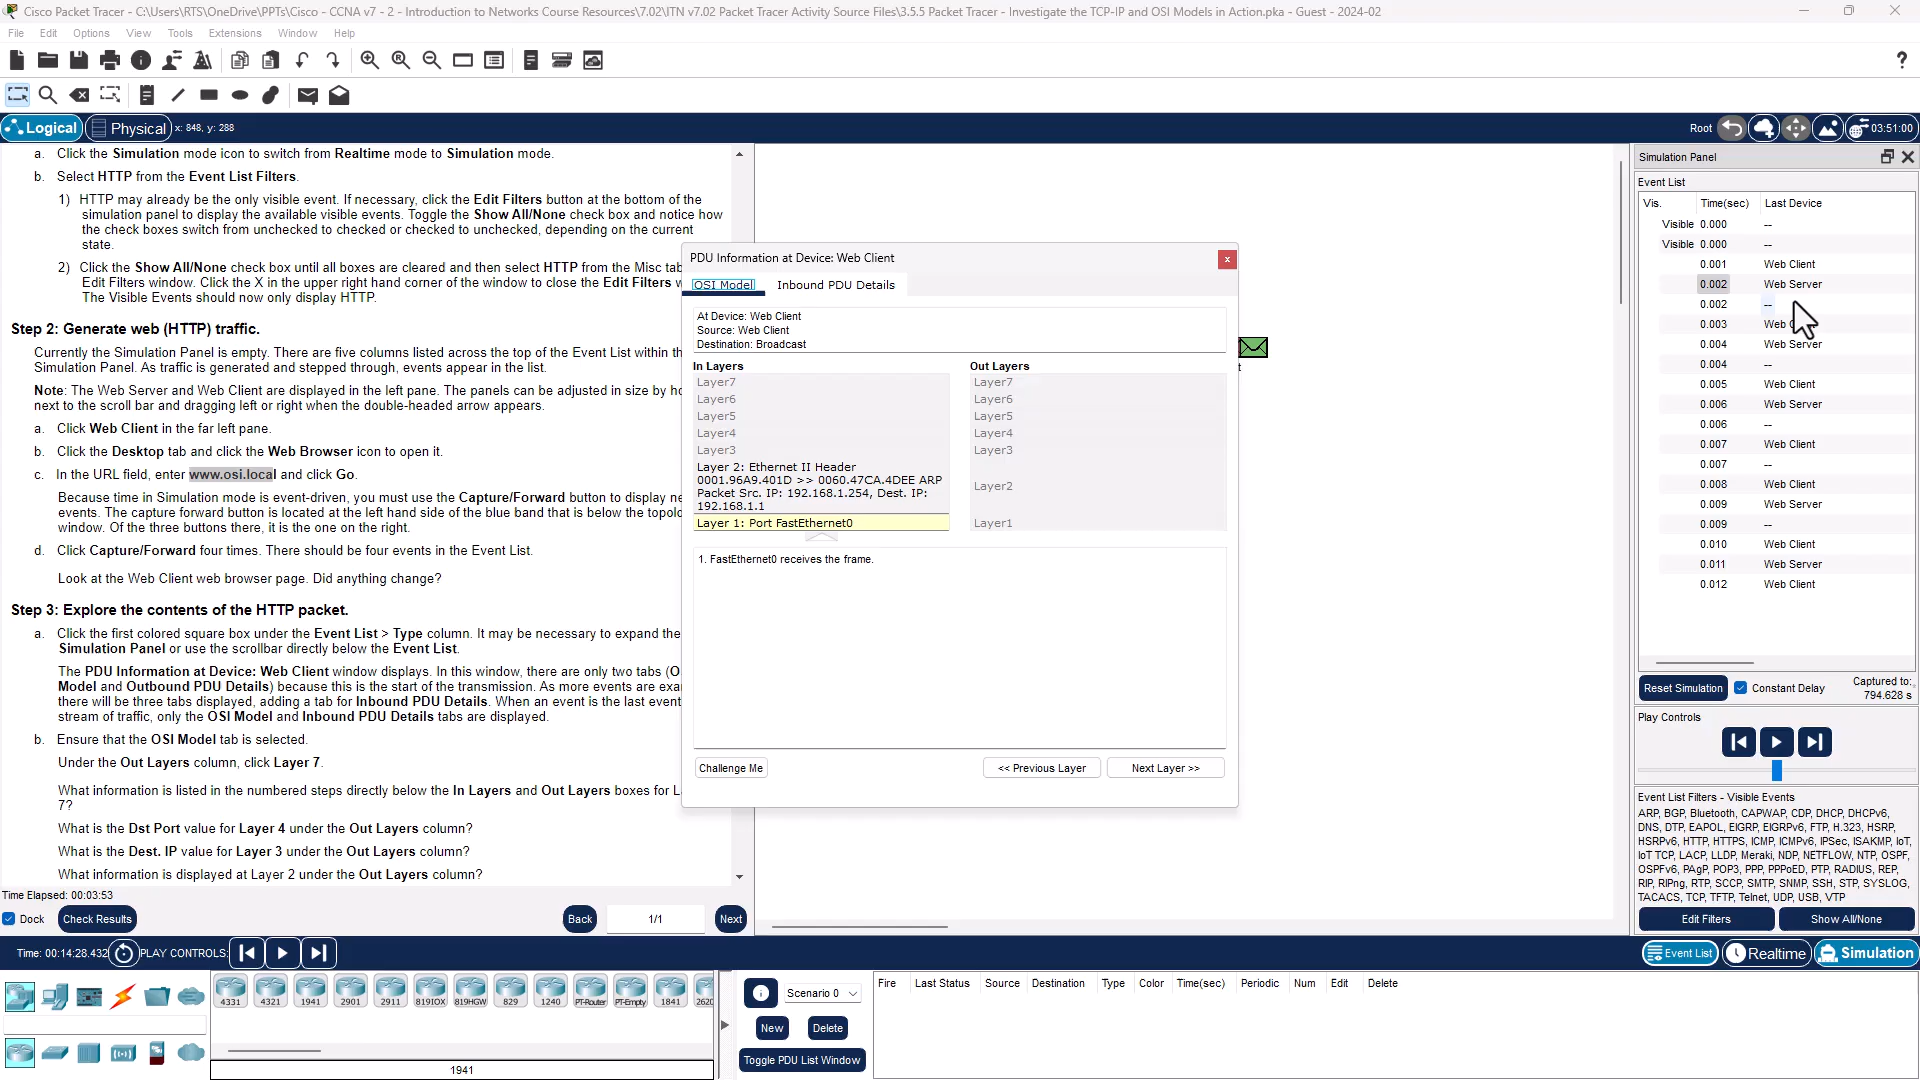 Cisco Packet Tracer - C:\Users\RTS\OneDrive\PPTs\Cisco - CCNA v7 - 2 - Introduction to Networks Course Resources\7.02\ITN v7.02 Packet Tracer Activity Source Files\3.5.5 Packet Tracer - Investigate the TCP-IP and OSI Models in Action.pka - Guest - 2024-02
File Edit Options View Tools Extensions Window Help
Logical Physical x: 848, y: 288 Root 03:51:00
a. Click the Simulation mode icon to switch from Realtime mode to Simulation mode.
b. Select HTTP from the Event List Filters.
1) HTTP may already be the only visible event. If necessary, click the Edit Filters button at the bottom of the
simulation panel to display the available visible events. Toggle the Show All/None check box and notice how
the check boxes switch from unchecked to checked or checked to unchecked, depending on the current
state.
2) Click the Show All/None check box until all boxes are cleared and then select HTTP from the Misc tab
Edit Filters window. Click the X in the upper right hand corner of the window to close the Edit Filters w
The Visible Events should now only display HTTP.
Step 2: Generate web (HTTP) traffic.
Currently the Simulation Panel is empty. There are five columns listed across the top of the Event List within th
Simulation Panel. As traffic is generated and stepped through, events appear in the list.
Note: The Web Server and Web Client are displayed in the left pane. The panels can be adjusted in size by ho
next to the scroll bar and dragging left or right when the double-headed arrow appears.
a. Click Web Client in the far left pane.
b. Click the Desktop tab and click the Web Browser icon to open it.
c. In the URL field, enter www.osi.local and click Go.
Because time in Simulation mode is event-driven, you must use the Capture/Forward button to display ne
events. The capture forward button is located at the left hand side of the blue band that is below the topolo
window. Of the three buttons there, it is the one on the right.
d. Click Capture/Forward four times. There should be four events in the Event List.
Look at the Web Client web browser page. Did anything change?
Step 3: Explore the contents of the HTTP packet.
a. Click the first colored square box under the Event List > Type column. It may be necessary to expand the
Simulation Panel or use the scrollbar directly below the Event List.
The PDU Information at Device: Web Client window displays. In this window, there are only two tabs (O
Model and Outbound PDU Details) because this is the start of the transmission. As more events are exa
there will be three tabs displayed, adding a tab for Inbound PDU Details. When an event is the last event
stream of traffic, only the OSI Model and Inbound PDU Details tabs are displayed.
b. Ensure that the OSI Model tab is selected.
Under the Out Layers column, click Layer 7.
What information is listed in the numbered steps directly below the In Layers and Out Layers boxes for L
7?
What is the Dst Port value for Layer 4 under the Out Layers column?
What is the Dest. IP value for Layer 3 under the Out Layers column?
What information is displayed at Layer 2 under the Out Layers column?
Time Elapsed: 00:03:53
Dock Check Results Back 1/1 Next
PDU Information at Device: Web Client
x
OSI Model Inbound PDU Details
At Device: Web Client
Source: Web Client
Destination: Broadcast
In Layers Out Layers
Layer7 Layer7
Layer6 Layer6
Layer5 Layer5
Layer4 Layer4
Layer3 Layer3
Layer 2: Ethernet II Header
0001.96A9.401D >> 0060.47CA.4DEE ARP
Packet Src. IP: 192.168.1.254, Dest. IP:
192.168.1.1
Layer2
Layer 1: Port FastEthernet0 Layer1
1. FastEthernet0 receives the frame.
Challenge Me << Previous Layer Next Layer >>
t
Simulation Panel
Event List
Vis. Time(sec) Last Device
Visible 0.000 --
Visible 0.000 --
0.001 Web Client
0.002 Web Server
0.002 --
0.003 Web C
0.004 Web Server
0.004 --
0.005 Web Client
0.006 Web Server
0.006 --
0.007 Web Client
0.007 --
0.008 Web Client
0.009 Web Server
0.009 --
0.010 Web Client
0.011 Web Server
0.012 Web Client
Reset Simulation Constant Delay Captured to:
794.628 s
Play Controls
Event List Filters - Visible Events
ARP, BGP, Bluetooth, CAPWAP, CDP, DHCP, DHCPv6,
DNS, DTP, EAPOL, EIGRP, EIGRPv6, FTP, H.323, HSRP,
HSRPv6, HTTP, HTTPS, ICMP, ICMPv6, IPSec, ISAKMP, IoT,
IoT TCP, LACP, LLDP, Meraki, NDP, NETFLOW, NTP, OSPF,
OSPFv6, PAgP, POP3, PPP, PPPoED, PTP, RADIUS, REP,
RIP, RIPng, RTP, SCCP, SMTP, SNMP, SSH, STP, SYSLOG,
TACACS, TCP, TFTP, Telnet, UDP, USB, VTP
Edit Filters Show All/None
Time: 00:14:28.432 PLAY CONTROLS: Event List Realtime Simulation
4331 4321 1941 2901 2911 819IOX 819HGW 829 1240 PT-Router PT-Empty 1841 2620
1941
Scenario 0
New Delete
Toggle PDU List Window
Fire Last Status Source Destination Type Color Time(sec) Periodic Num Edit Delete